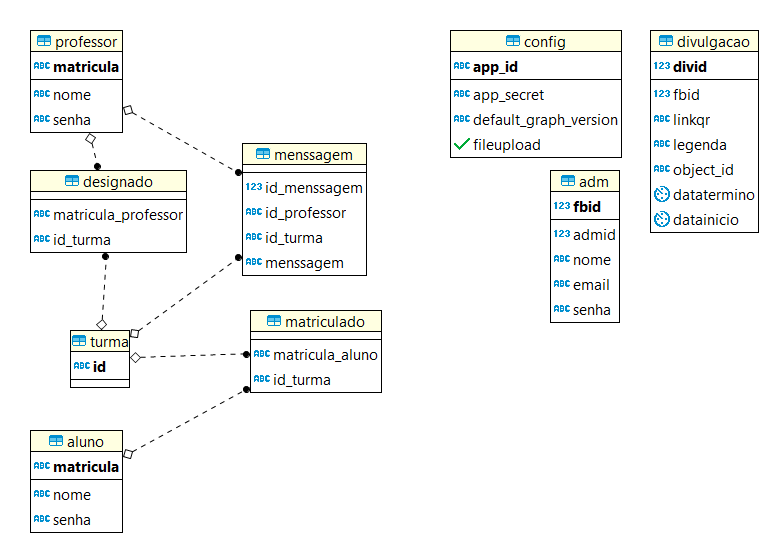 professor
ABC matricula
ABC nome
ABC senha
designado
ABC matricula_professor
ABC id_turma
menssagem
123 id_menssagem
ABC id_professor
ABC id_turma
ABC menssagem
turma
ABC id
matriculado
ABC matricula_aluno
ABC id_turma
aluno
ABC matricula
ABC nome
ABC senha
config
ABC app_id
ABC app_secret
ABC default_graph_version
fileupload
adm
123 fbid
123 admid
ABC nome
ABC email
ABC senha
divulgacao
123 divid
123 fbid
ABC linkqr
ABC legenda
ABC object_id
datatermino
datainicio